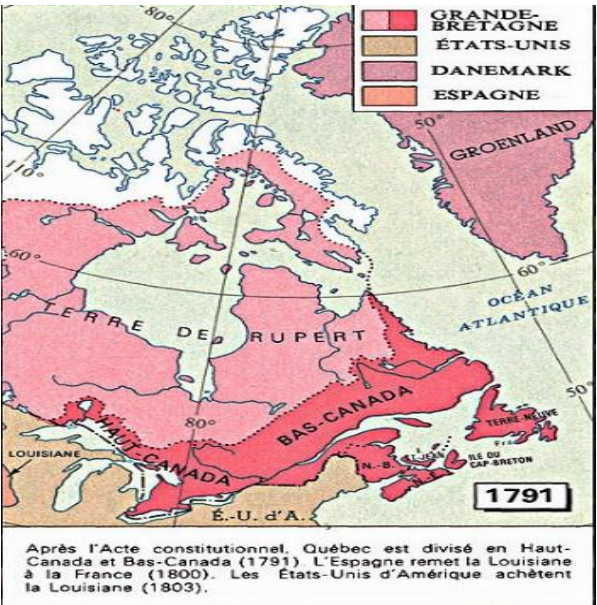 GRANDE-
BRETAGNE
ÉTATS-UNIS
DANEMARK
ESPAGNE
80°
50°
GROENLAND
110°
60°
60°
OCÉAN
ATLANTIQUE
TERRE DE RUPERT
50°
BAS-CANADA
80°
HAUT-CANADA
TERRE-NEUVE
Fr.
LOUISIANE
N.-B.
ST-JEAN
ILE DU
CAP-BRETON
N.-É.
1791
É.-U. d'A.
Après l'Acte constitutionnel, Québec est divisé en Haut-
Canada et Bas-Canada (1791). L'Espagne remet la Louisiane
à la France (1800). Les États-Unis d'Amérique achètent
la Louisiane (1803).